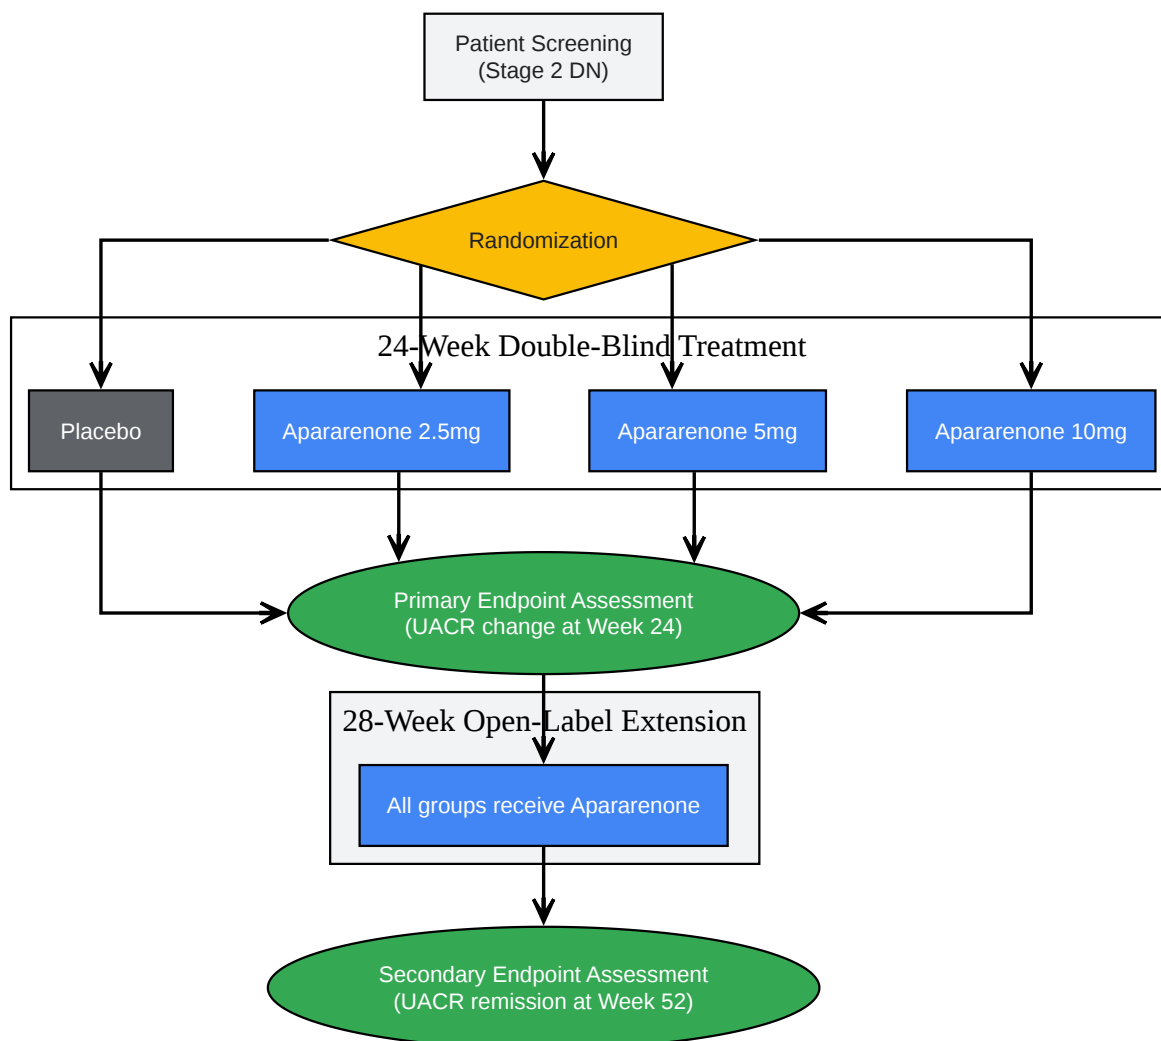 Patient Screening
(Stage 2 DN)
Randomization
24-Week Double-Blind Treatment
Placebo
Apararenone 2.5mg
Apararenone 5mg
Apararenone 10mg
Primary Endpoint Assessment
(UACR change at Week 24)
28-Week Open-Label Extension
All groups receive Apararenone
Secondary Endpoint Assessment
(UACR remission at Week 52)